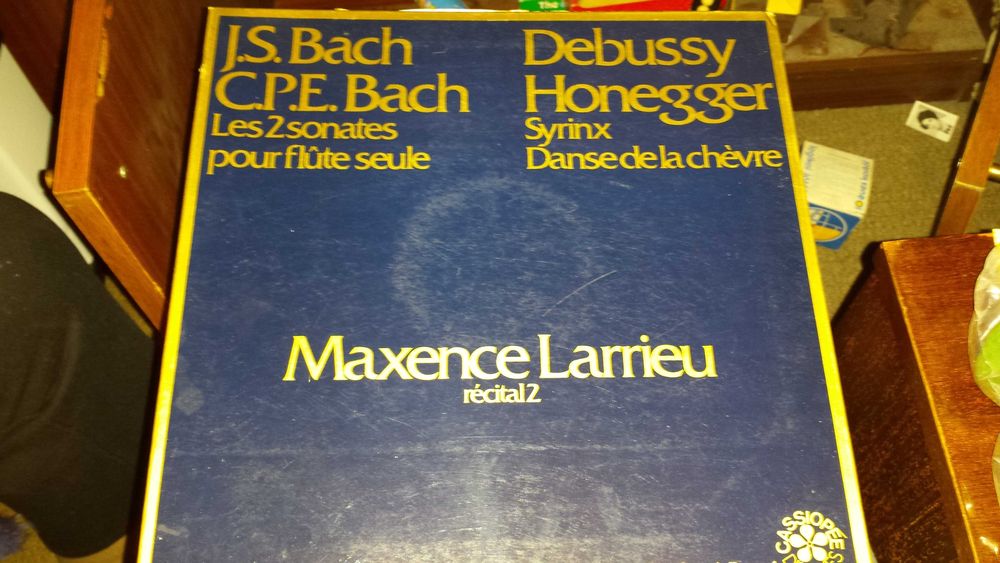 J.S. Bach
C.P.E. Bach
Les 2 sonates
pour flûte seule
Debussy
Honegger
Syrinx
Danse de la chèvre
Maxence Larrieu
récital 2
CASSIOPÉE
The